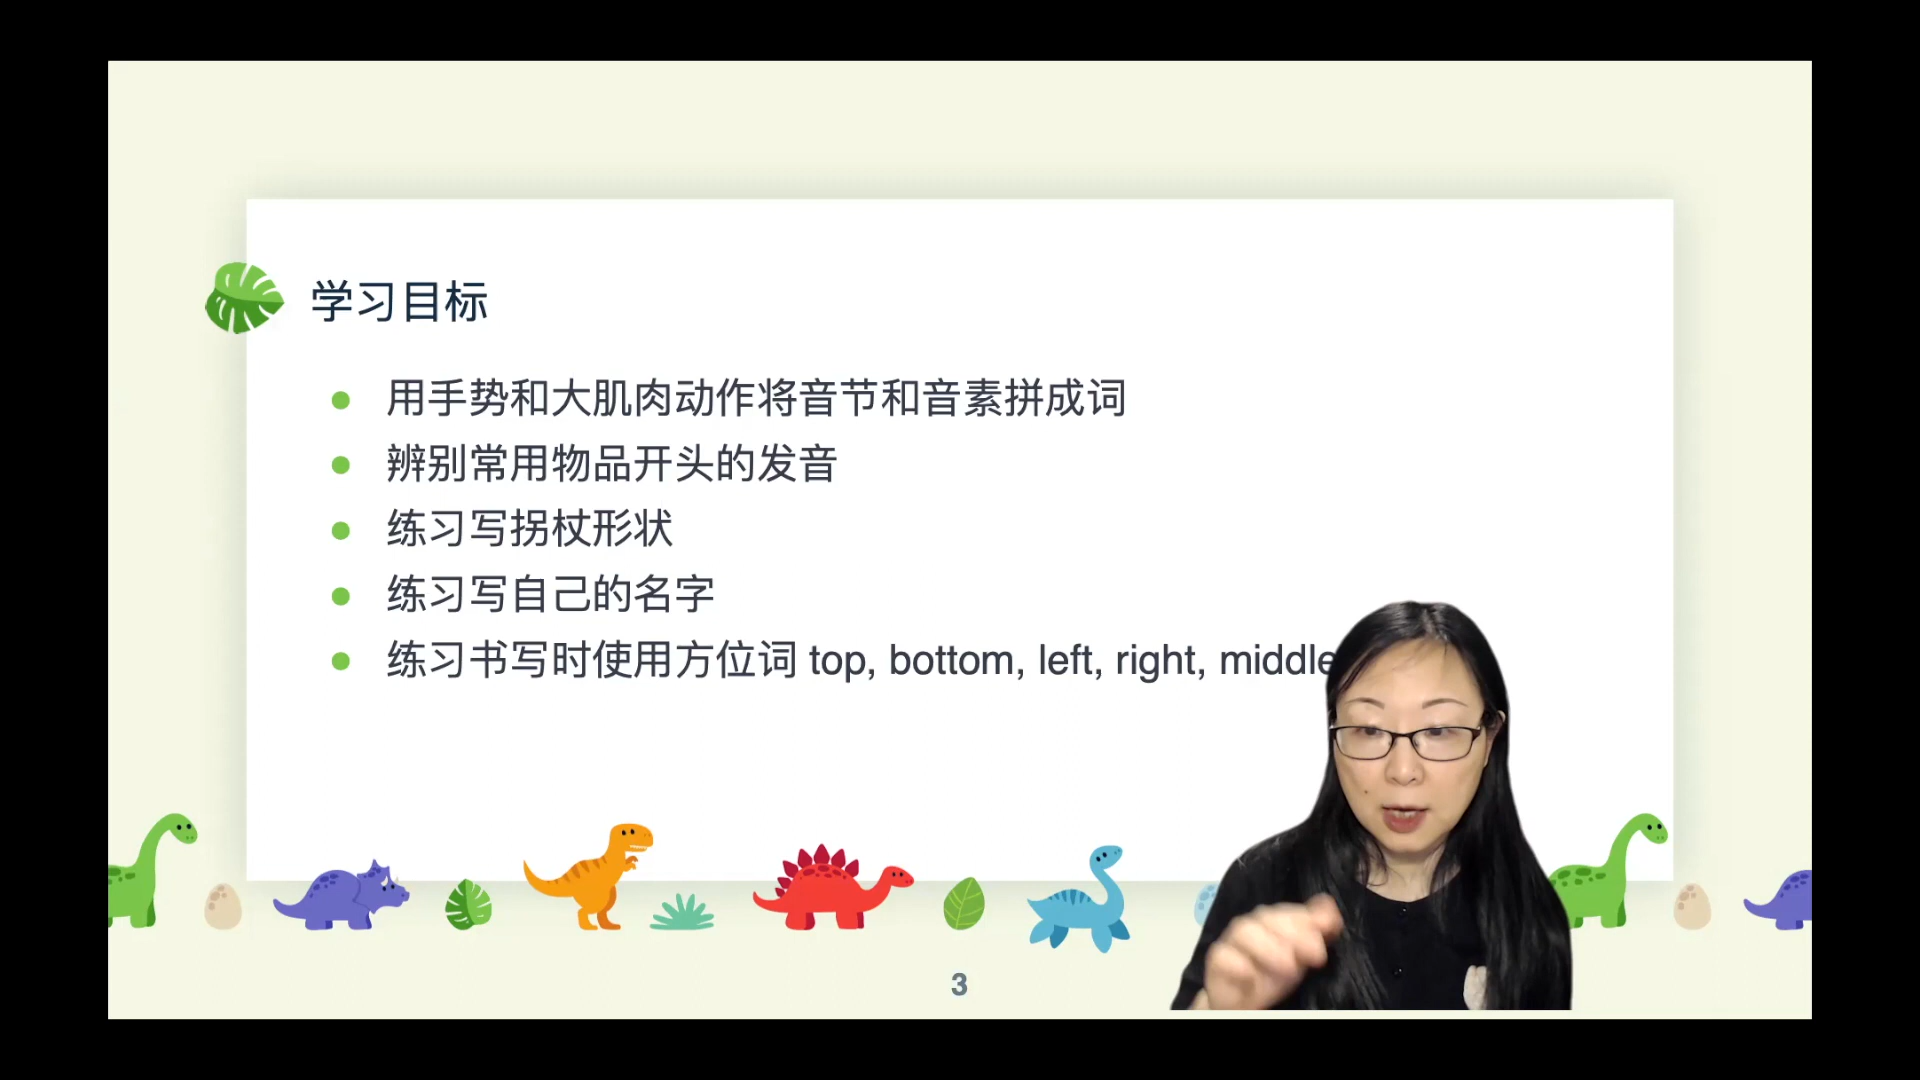 学习目标
用手势和大肌肉动作将音节和音素拼成词
辨别常用物品开头的发音
练习写拐杖形状
练习写自己的名字
练习书写时使用方位词 top, bottom, left, right, middle
3